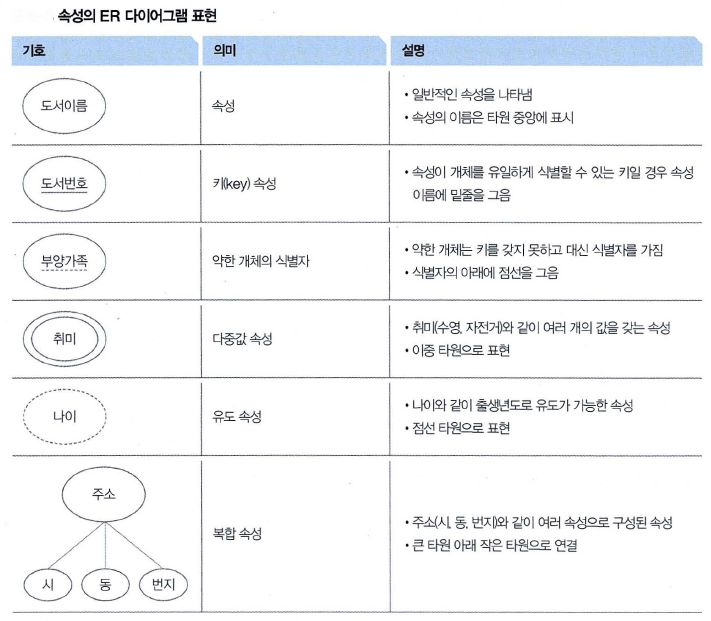 속성의 ER 다이어그램 표현
기호 의미 설명
도서이름 속성
• 일반적인 속성을 나타냄
• 속성의 이름은 타원 중앙에 표시
도서번호 키(key) 속성
• 속성이 개체를 유일하게 식별할 수 있는 키일 경우 속성
이름에 밑줄을 그음
부양가족 약한 개체의 식별자
• 약한 개체는 키를 갖지 못하고 대신 식별자를 가짐
• 식별자의 아래에 점선을 그음
취미 다중값 속성
• 취미(수영, 자전거)와 같이 여러 개의 값을 갖는 속성
• 이중 타원으로 표현
나이 유도 속성
• 나이와 같이 출생년도로 유도가 가능한 속성
• 점선 타원으로 표현
주소
시 동 번지
복합 속성
• 주소(시, 동, 번지)와 같이 여러 속성으로 구성된 속성
• 큰 타원 아래 작은 타원으로 연결